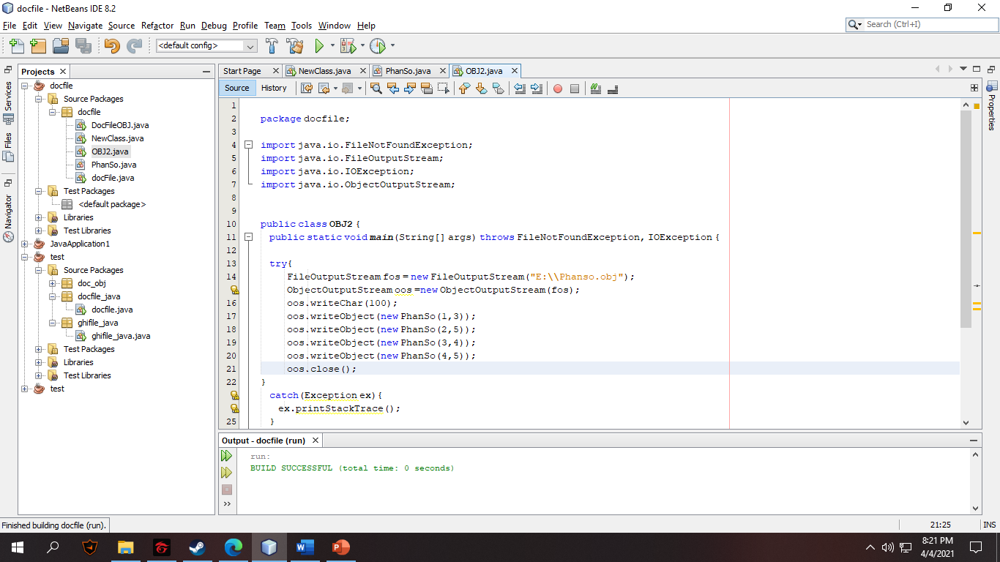 docfile - NetBeans IDE 8.2
File Edit View Navigate Source Refactor Run Debug Profile Team Tools Window Help
Search (Ctrl+I)
<default config>
Projects
Start Page
NewClass.java
PhanSo.java
OBJ2.java
Services
Files
Navigator
Properties
docfile
Source Packages
docfile
DocFileOBJ.java
NewClass.java
OBJ2.java
PhanSo.java
docFile.java
Test Packages
<default package>
Libraries
Test Libraries
JavaApplication1
test
Source Packages
doc_obj
docfile_java
docfile.java
ghifile_java
ghifile_java.java
Test Packages
Libraries
Test Libraries
test
Source History
1
2 package docfile;
3
4 import java.io.FileNotFoundException;
5 import java.io.FileOutputStream;
6 import java.io.IOException;
7 import java.io.ObjectOutputStream;
8
9
10 public class OBJ2 {
11 public static void main(String[] args) throws FileNotFoundException, IOException {
12
13 try{
14 FileOutputStream fos = new FileOutputStream("E:\\Phanso.obj");
ObjectOutputStream oos =new ObjectOutputStream(fos);
16 oos.writeChar(100);
17 oos.writeObject(new PhanSo(1,3));
18 oos.writeObject(new PhanSo(2,5));
19 oos.writeObject(new PhanSo(3,4));
20 oos.writeObject(new PhanSo(4,5));
21 oos.close();
22 }
catch(Exception ex){
ex.printStackTrace();
25 }
Output - docfile (run)
run:
BUILD SUCCESSFUL (total time: 0 seconds)
Finished building docfile (run).
21:25
INS
8:21 PM
4/4/2021